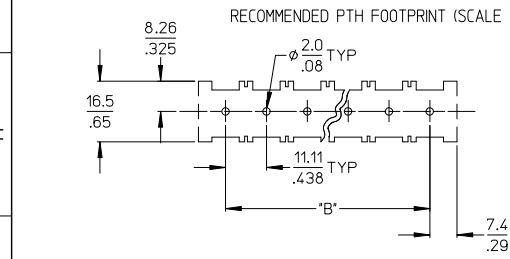 RECOMMENDED PTH FOOTPRINT (SCALE
8.26
.325
⌀ 2.0 TYP
.08
16.5
.65
11.11 TYP
.438
"B"
7.4
.29